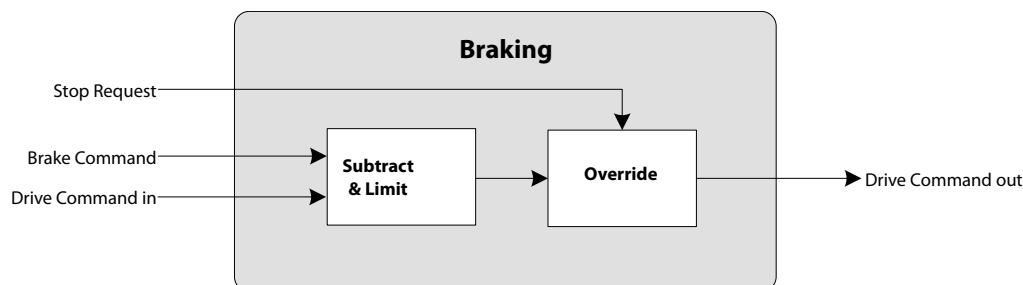 Braking
Stop Request
Brake Command
Drive Command in
Subtract
& Limit
Override
Drive Command out